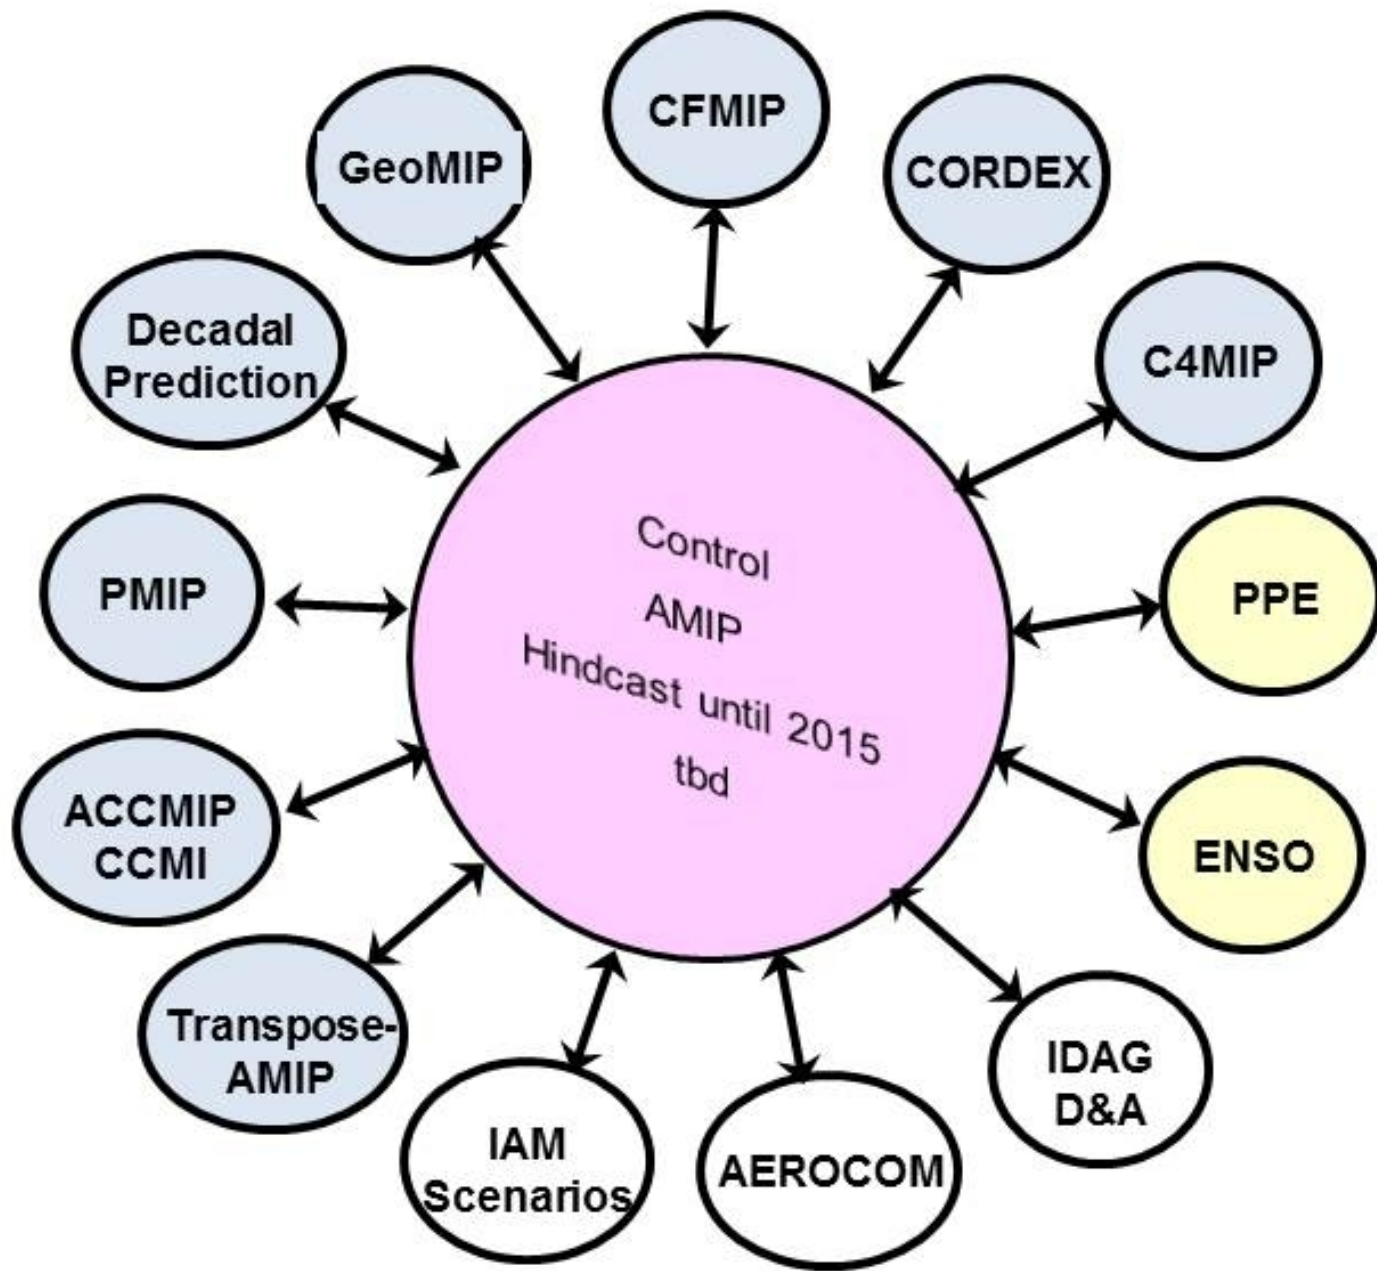 CFMIP
GeoMIP
CORDEX
Decadal
Prediction
C4MIP
Control
AMIP
Hindcast until 2015
tbd
PMIP
PPE
ACCMIP
CCMI
ENSO
Transpose-
AMIP
IDAG
D&A
IAM
Scenarios
AEROCOM